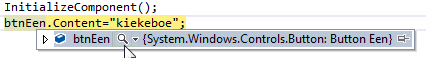 InitializeComponent();
btnEen.Content="kiekeboe";
btnEen {System.Windows.Controls.Button: Button Een}